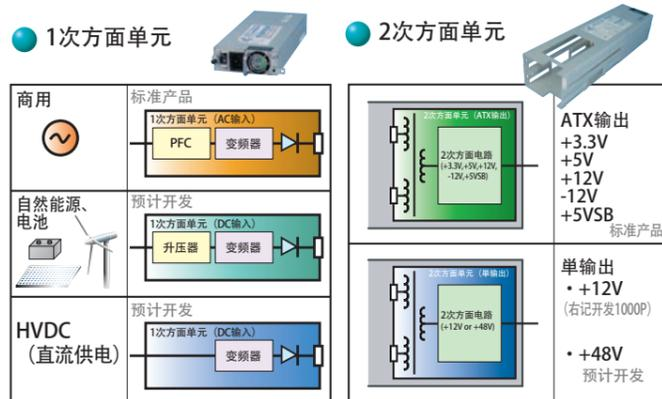 1次方面单元
2次方面单元
商用
标准产品
1次方面单元（AC输入）
PFC
变频器
自然能源、
电池
预计开发
1次方面单元（DC输入）
升压器
变频器
HVDC
（直流供电）
预计开发
1次方面单元（DC输入）
变频器
2次方面单元（ATX输出）
2次方面电路
(+3.3V,+5V,+12V,
-12V,+5VSB)
ATX输出
+3.3V
+5V
+12V
-12V
+5VSB
标准产品
2次方面单元（単输出）
2次方面电路
(+12V or +48V)
単输出
・+12V
（右记开发1000P）
・+48V
预计开发